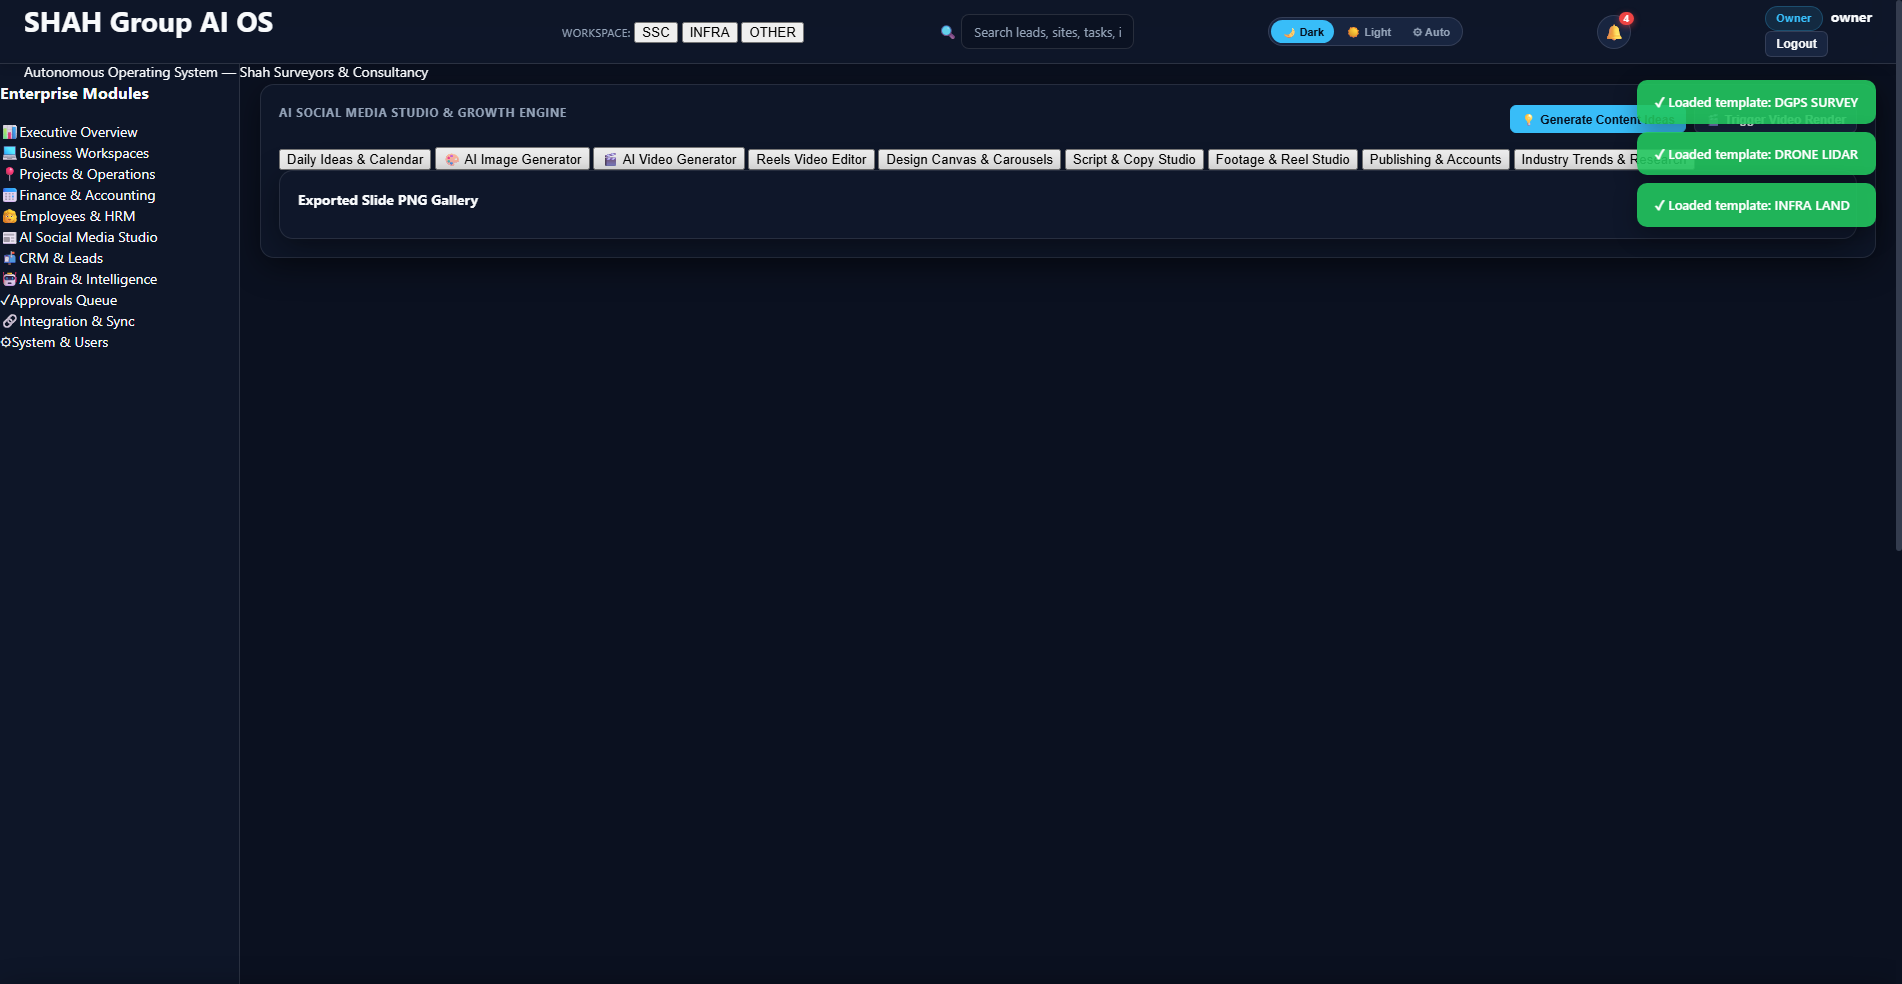 SHAH Group AI OS
WORKSPACE: SSC INFRA OTHER
Search leads, sites, tasks, i
Dark Light Auto
4
Owner owner
Logout
Autonomous Operating System — Shah Surveyors & Consultancy
Enterprise Modules
Executive Overview
Business Workspaces
Projects & Operations
Finance & Accounting
Employees & HRM
AI Social Media Studio
CRM & Leads
AI Brain & Intelligence
✓Approvals Queue
Integration & Sync
System & Users
AI SOCIAL MEDIA STUDIO & GROWTH ENGINE
Generate Content Ideas Trigger Video Render
Daily Ideas & Calendar AI Image Generator AI Video Generator Reels Video Editor Design Canvas & Carousels Script & Copy Studio Footage & Reel Studio Publishing & Accounts Industry Trends & Research
Exported Slide PNG Gallery
✓ Loaded template: DGPS SURVEY
✓ Loaded template: DRONE LIDAR
✓ Loaded template: INFRA LAND